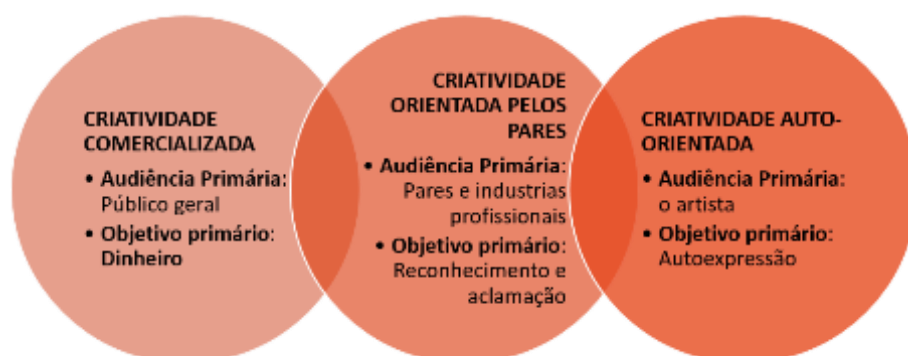 CRIATIVIDADE
COMERCIALIZADA
• Audiência Primária:
Público geral
• Objetivo primário:
Dinheiro
CRIATIVIDADE
ORIENTADA PELOS
PARES
• Audiência Primária:
Pares e industrias
profissionais
• Objetivo primário:
Reconhecimento e
aclamação
CRIATIVIDADE AUTO-
ORIENTADA
• Audiência Primária:
o artista
• Objetivo primário:
Autoexpressão